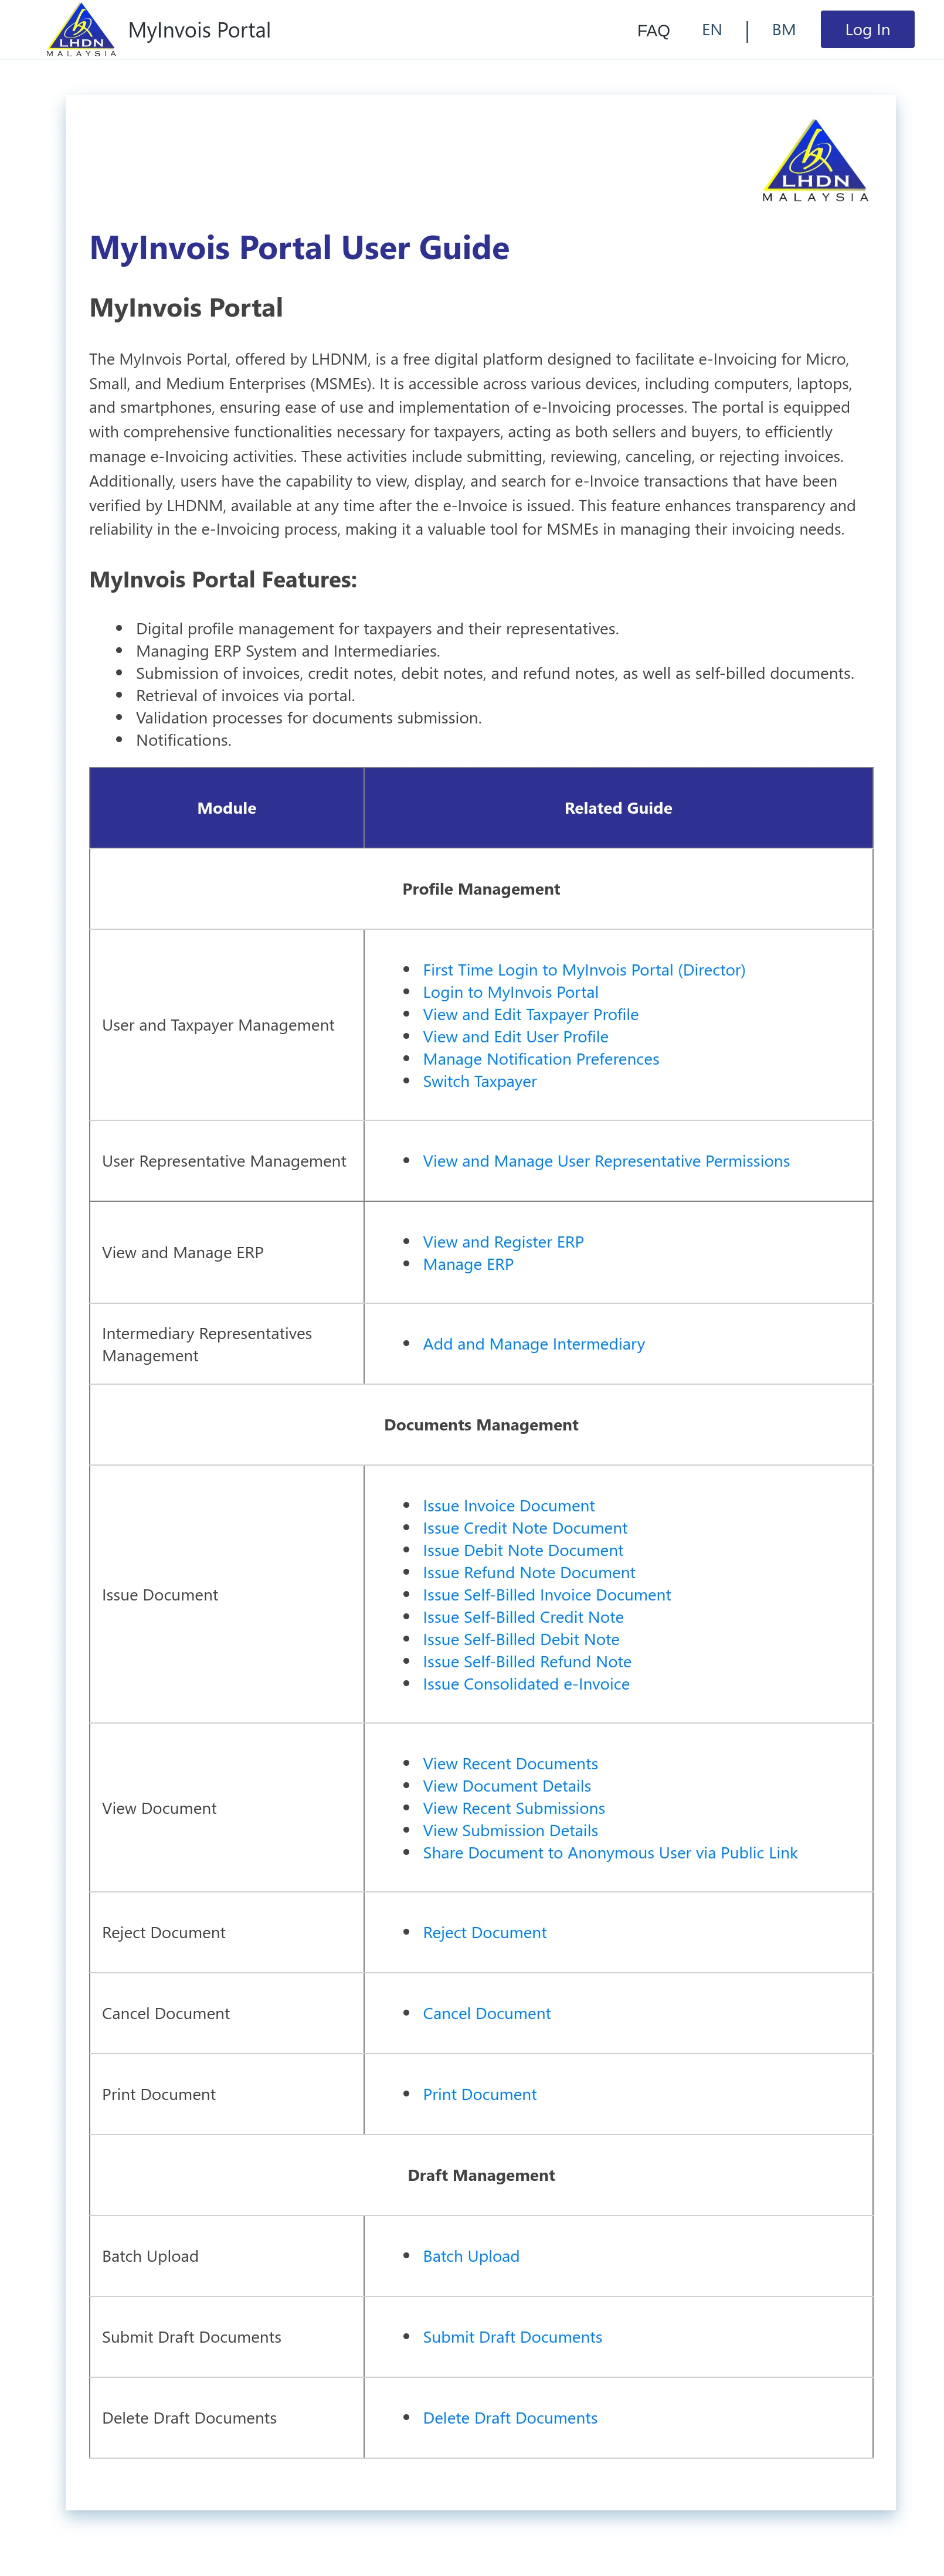 LHDN
MALAYSIA
MyInvois Portal
FAQ
EN
|
BM
Log In
LHDN
MALAYSIA
MyInvois Portal User Guide
MyInvois Portal
The MyInvois Portal, offered by LHDNM, is a free digital platform designed to facilitate e-Invoicing for Micro,
Small, and Medium Enterprises (MSMEs). It is accessible across various devices, including computers, laptops,
and smartphones, ensuring ease of use and implementation of e-Invoicing processes. The portal is equipped
with comprehensive functionalities necessary for taxpayers, acting as both sellers and buyers, to efficiently
manage e-Invoicing activities. These activities include submitting, reviewing, canceling, or rejecting invoices.
Additionally, users have the capability to view, display, and search for e-Invoice transactions that have been
verified by LHDNM, available at any time after the e-Invoice is issued. This feature enhances transparency and
reliability in the e-Invoicing process, making it a valuable tool for MSMEs in managing their invoicing needs.
MyInvois Portal Features:
• Digital profile management for taxpayers and their representatives.
• Managing ERP System and Intermediaries.
• Submission of invoices, credit notes, debit notes, and refund notes, as well as self-billed documents.
• Retrieval of invoices via portal.
• Validation processes for documents submission.
• Notifications.
Module
Related Guide
Profile Management
User and Taxpayer Management
• First Time Login to MyInvois Portal (Director)
• Login to MyInvois Portal
• View and Edit Taxpayer Profile
• View and Edit User Profile
• Manage Notification Preferences
• Switch Taxpayer
User Representative Management
• View and Manage User Representative Permissions
View and Manage ERP
• View and Register ERP
• Manage ERP
Intermediary Representatives
Management
• Add and Manage Intermediary
Documents Management
Issue Document
• Issue Invoice Document
• Issue Credit Note Document
• Issue Debit Note Document
• Issue Refund Note Document
• Issue Self-Billed Invoice Document
• Issue Self-Billed Credit Note
• Issue Self-Billed Debit Note
• Issue Self-Billed Refund Note
• Issue Consolidated e-Invoice
View Document
• View Recent Documents
• View Document Details
• View Recent Submissions
• View Submission Details
• Share Document to Anonymous User via Public Link
Reject Document
• Reject Document
Cancel Document
• Cancel Document
Print Document
• Print Document
Draft Management
Batch Upload
• Batch Upload
Submit Draft Documents
• Submit Draft Documents
Delete Draft Documents
• Delete Draft Documents